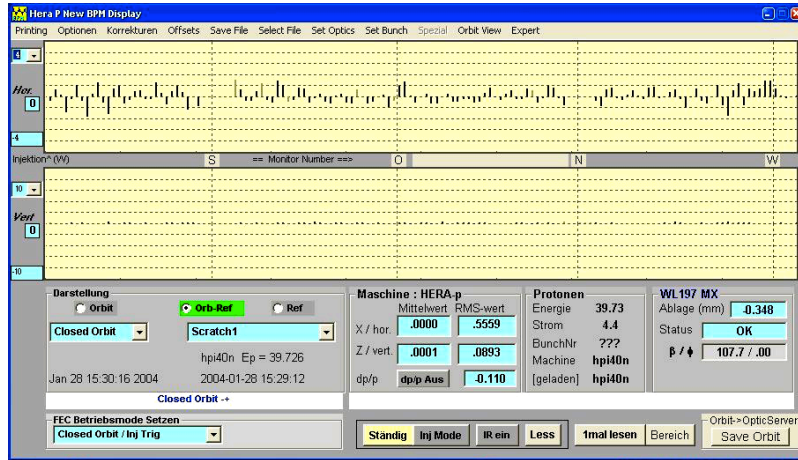 Hera P New BPM Display
Printing Optionen Korrekturen Offsets Save File Select File Set Optics Set Bunch Spezial Orbit View Expert
4
Hor.
0
-4
Injektion^ (W) S == Monitor Number ==> O N W
10
Vert
0
-10
Darstellung
Orbit Orb-Ref Ref
Closed Orbit Scratch1
hpi40n Ep = 39.726
Jan 28 15:30:16 2004 2004-01-28 15:29:12
Closed Orbit -+
FEC Betriebsmode Setzen
Closed Orbit / Inj Trig
Maschine : HERA-p
Mittelwert RMS-wert
X / hor. .0000 .5559
Z / vert. .0001 .0893
dp/p dp/p Aus -0.110
Protonen
Energie 39.73
Strom 4.4
BunchNr ???
Machine hpi40n
[geladen] hpi40n
WL197 MX
Ablage (mm) -0.348
Status OK
β / ϕ 107.7 / .00
Ständig Inj Mode IR ein Less 1mal lesen Bereich
Orbit->OpticServer
Save Orbit